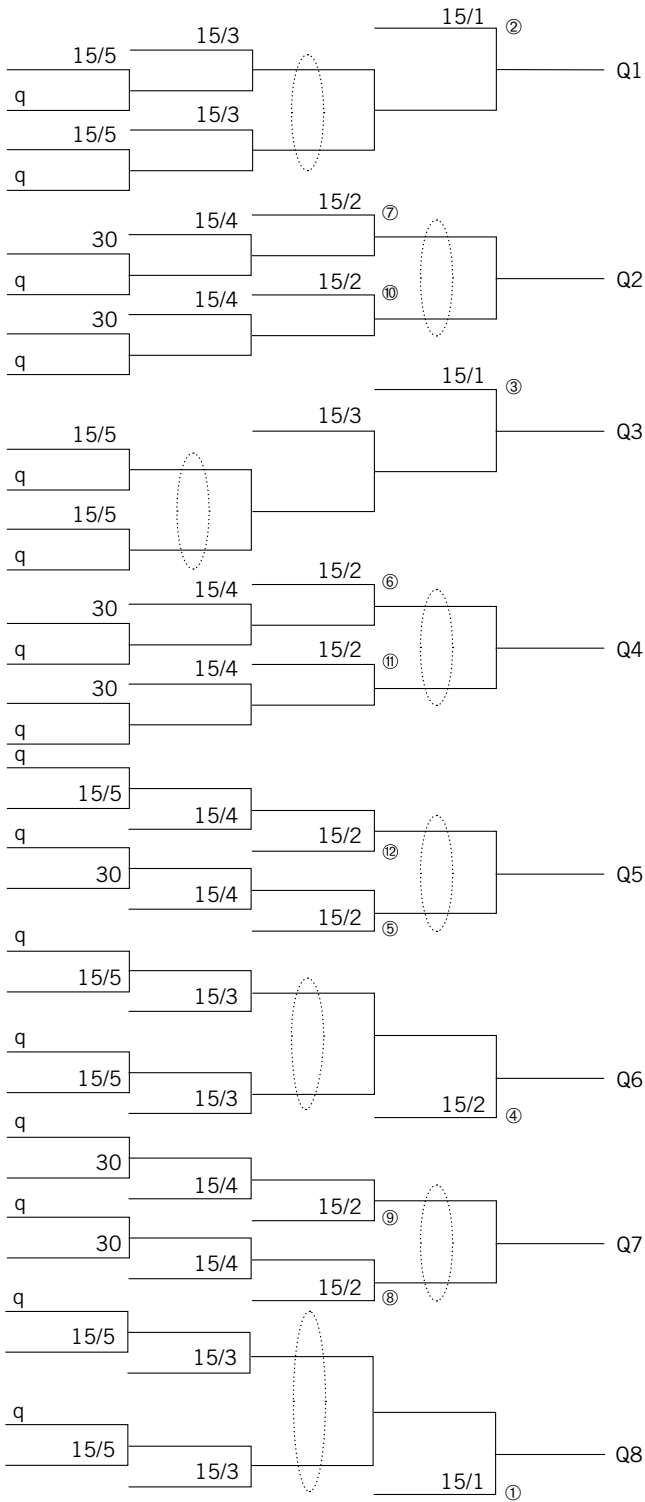 15/1 ②
15/3
15/5
Q1
q
15/3
15/5
q
15/2 ⑦
15/4
30
q
Q2
15/2 ⑩
15/4
30
q
15/1 ③
15/3
Q3
15/5
q
15/5
q
15/2 ⑥
15/4
30
q
Q4
15/2 ⑪
15/4
30
q
q
15/5
15/4
15/2 ⑫
q
30
Q5
15/4
15/2 ⑤
q
15/5
15/3
q
15/5
Q6
15/3
15/2 ④
q
30
15/4
15/2 ⑨
q
30
Q7
15/4
15/2 ⑧
q
15/5
15/3
q
15/5
Q8
15/3
15/1 ①